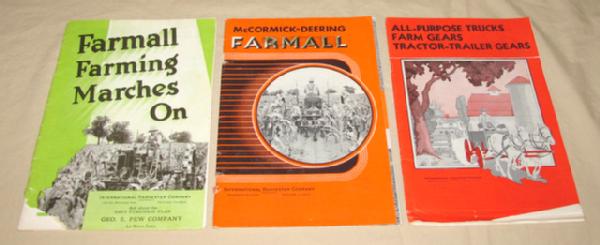 Farmall
Farming
Marches
On
INTERNATIONAL HARVESTER COMPANY
GEO. S. PEW COMPANY
McCORMICK-DEERING
FARMALL
INTERNATIONAL HARVESTER COMPANY
ALL-PURPOSE TRUCKS
FARM GEARS
TRACTOR-TRAILER GEARS